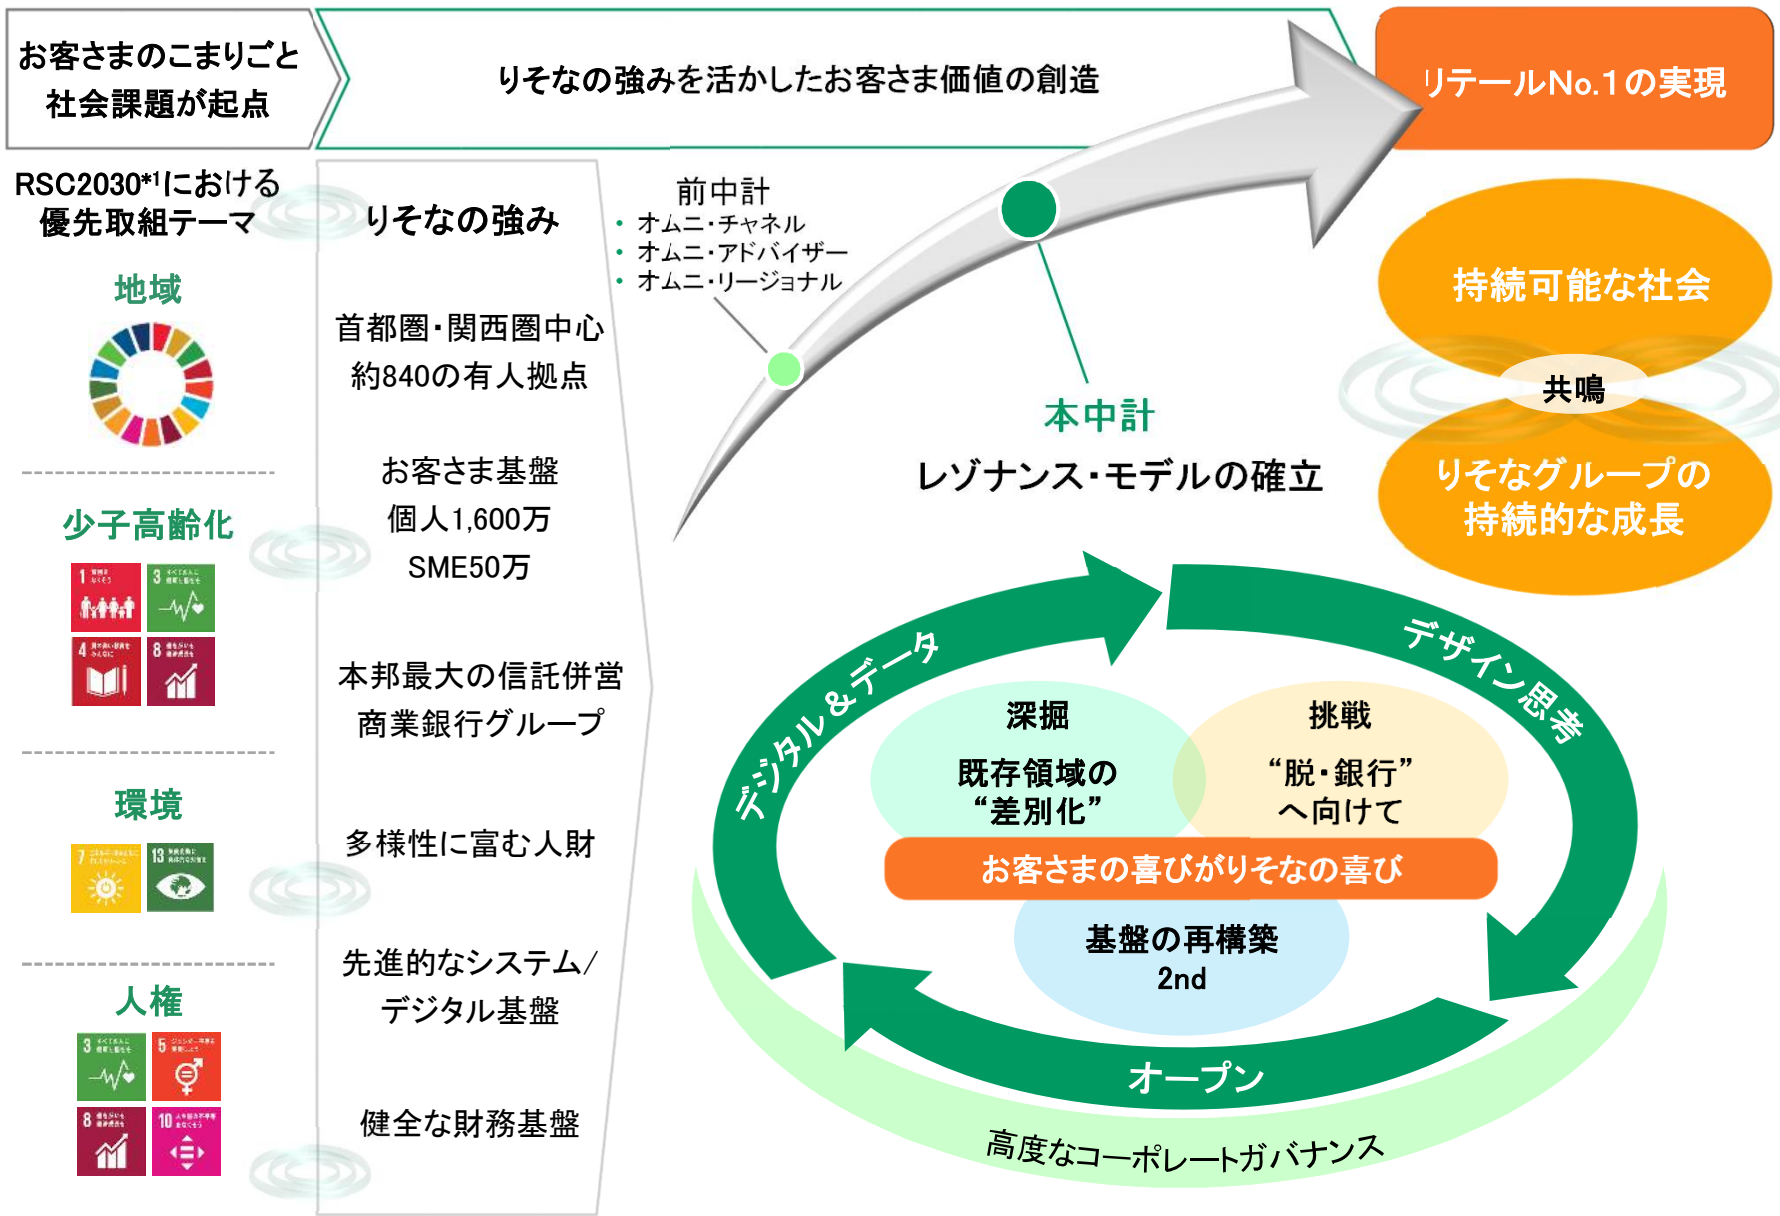 お客さまのこまりごと
社会課題が起点
りそなの強みを活かしたお客さま価値の創造
リテールNo.1の実現
RSC2030*1における
優先取組テーマ
地域
少子高齢化
1
3
4
8
環境
7
13
人権
3
5
8
10
りそなの強み
首都圏・関西圏中心
約840の有人拠点
お客さま基盤
個人1,600万
SME50万
本邦最大の信託併営
商業銀行グループ
多様性に富む人財
先進的なシステム/
デジタル基盤
健全な財務基盤
前中計
・オムニ・チャネル
・オムニ・アドバイザー
・オムニ・リージョナル
本中計
レゾナンス・モデルの確立
持続可能な社会
共鳴
りそなグループの
持続的な成長
デジタル＆データ
デザイン思考
オープン
深掘
既存領域の
“差別化”
挑戦
“脱・銀行”
へ向けて
お客さまの喜びがりそなの喜び
基盤の再構築
2nd
高度なコーポレートガバナンス